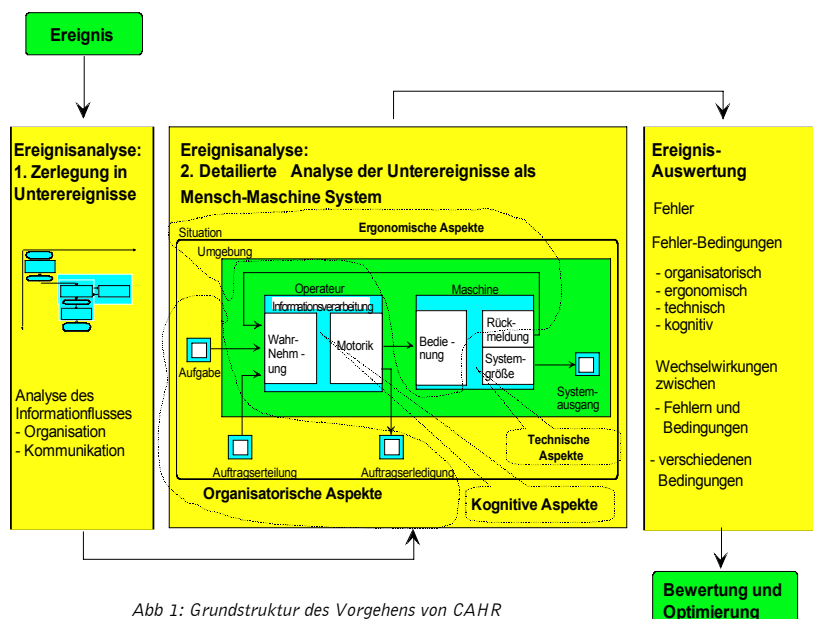 Ereignis
Ereignisanalyse:
1. Zerlegung in
Unterereignisse
Analyse des
Informationflusses
- Organisation
- Kommunikation
Ereignisanalyse:
2. Detailierte Analyse der Unterereignisse als
Mensch-Maschine System
Situation
Ergonomische Aspekte
Umgebung
Operateur
Maschine
Informationsverarbeitung
Wahr-
Nehm -
ung
Motorik
Bedie -
nung
Rück-
meldung
System-
größe
Aufgabe
System-
ausgang
Technische
Aspekte
Auftragserteilung
Auftragserledigung
Organisatorische Aspekte
Kognitive Aspekte
Ereignis-
Auswertung
Fehler
Fehler-Bedingungen
- organisatorisch
- ergonomisch
- technisch
- kognitiv
Wechselwirkungen
zwischen
- Fehlern und
Bedingungen
- verschiedenen
Bedingungen
Bewertung und
Optimierung
Abb 1: Grundstruktur des Vorgehens von CAHR